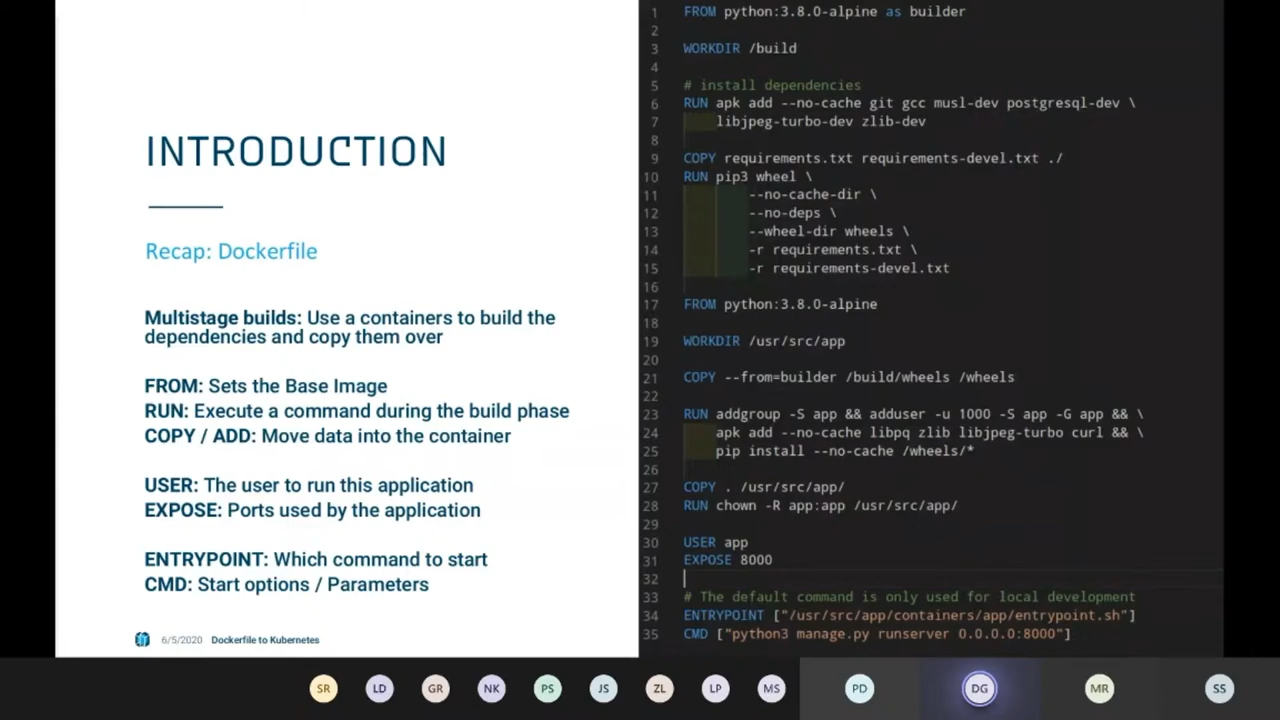 INTRODUCTION
Recap: Dockerfile
Multistage builds: Use a containers to build the
dependencies and copy them over
FROM: Sets the Base Image
RUN: Execute a command during the build phase
COPY / ADD: Move data into the container
USER: The user to run this application
EXPOSE: Ports used by the application
ENTRYPOINT: Which command to start
CMD: Start options / Parameters
6/5/2020 Dockerfile to Kubernetes
1 FROM python:3.8.0-alpine as builder
2
3 WORKDIR /build
4
5 # install dependencies
6 RUN apk add --no-cache git gcc musl-dev postgresql-dev \
7 libjpeg-turbo-dev zlib-dev
8
9 COPY requirements.txt requirements-devel.txt ./
10 RUN pip3 wheel \
11 --no-cache-dir \
12 --no-deps \
13 --wheel-dir wheels \
14 -r requirements.txt \
15 -r requirements-devel.txt
16
17 FROM python:3.8.0-alpine
18
19 WORKDIR /usr/src/app
20
21 COPY --from=builder /build/wheels /wheels
22
23 RUN addgroup -S app && adduser -u 1000 -S app -G app && \
24 apk add --no-cache libpq zlib libjpeg-turbo curl && \
25 pip install --no-cache /wheels/*
26
27 COPY . /usr/src/app/
28 RUN chown -R app:app /usr/src/app/
29
30 USER app
31 EXPOSE 8000
32
33 # The default command is only used for local development
34 ENTRYPOINT ["/usr/src/app/containers/app/entrypoint.sh"]
35 CMD ["python3 manage.py runserver 0.0.0.0:8000"]
SR LD GR NK PS JS ZL LP MS PD DG MR SS